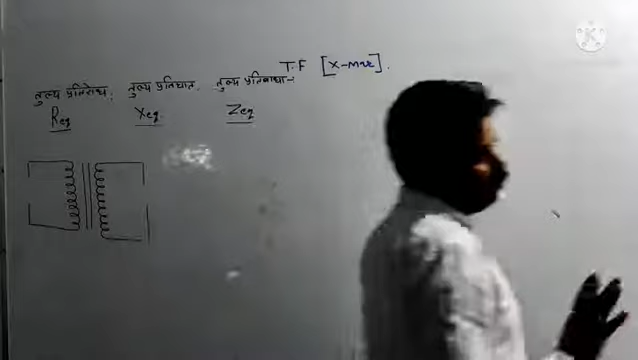 T.F [X-mer].
तुल्य प्रतिरोध, तुल्य प्रतिघात, तुल्य प्रतिबाधा-
Req Xeq Zeq